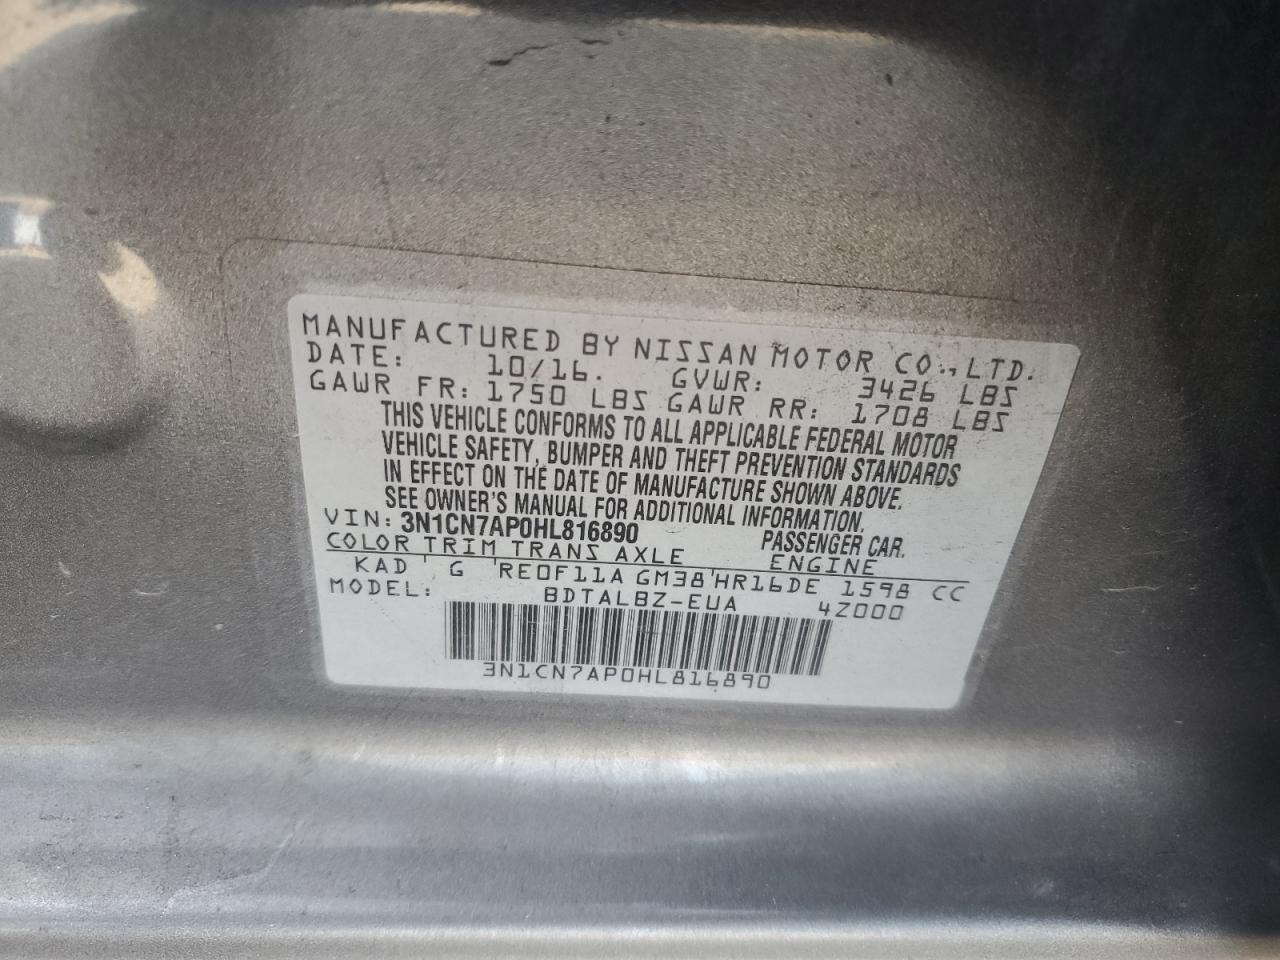 MANUFACTURED BY NISSAN MOTOR CO., LTD.
DATE: 10/16. GVWR: 3426 LBS
GAWR FR: 1750 LBS GAWR RR: 1708 LBS
THIS VEHICLE CONFORMS TO ALL APPLICABLE FEDERAL MOTOR
VEHICLE SAFETY, BUMPER AND THEFT PREVENTION STANDARDS
IN EFFECT ON THE DATE OF MANUFACTURE SHOWN ABOVE.
SEE OWNER'S MANUAL FOR ADDITIONAL INFORMATION.
VIN: 3N1CN7AP0HL816890 PASSENGER CAR.
COLOR TRIM TRANS AXLE ENGINE
KAD G RE0F11A GM38 HR16DE 1598 CC
MODEL: BDTALBZ-EUA 4Z000
3N1CN7AP0HL816890